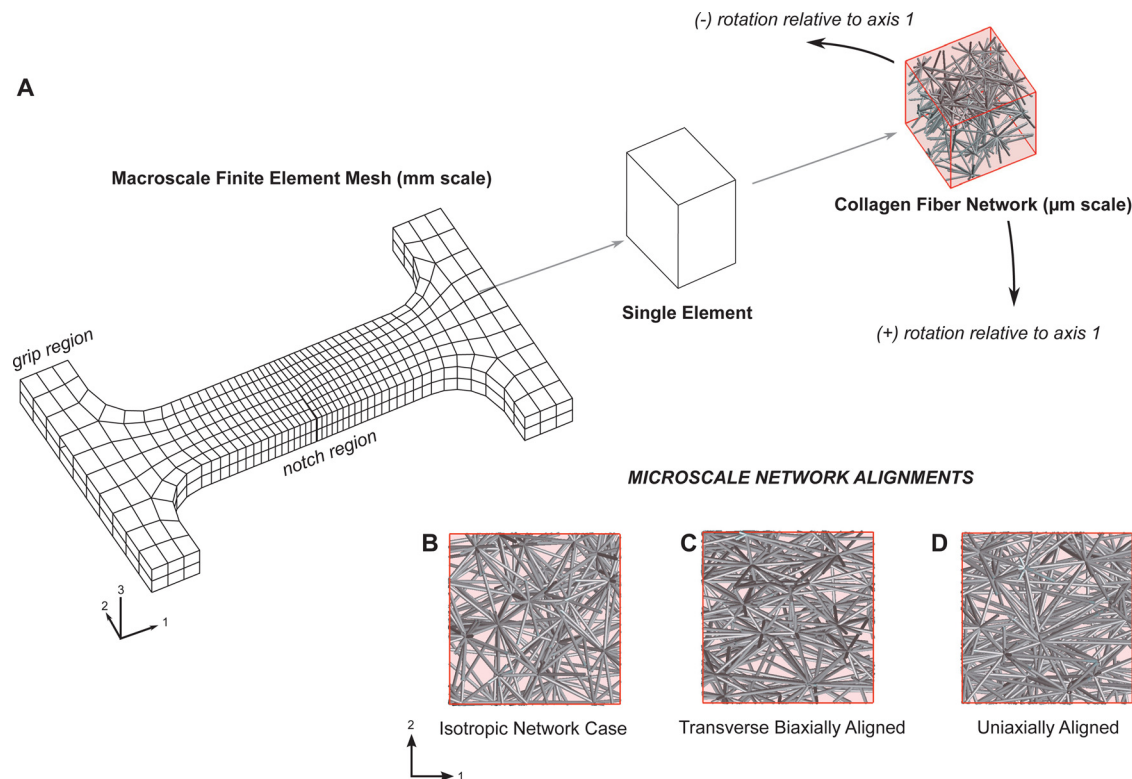 (-) rotation relative to axis 1
A
Macroscale Finite Element Mesh (mm scale)
Collagen Fiber Network (µm scale)
Single Element
(+) rotation relative to axis 1
grip region
notch region
MICROSCALE NETWORK ALIGNMENTS
B
C
D
3
2
1
Isotropic Network Case
Transverse Biaxially Aligned
Uniaxially Aligned
2
1